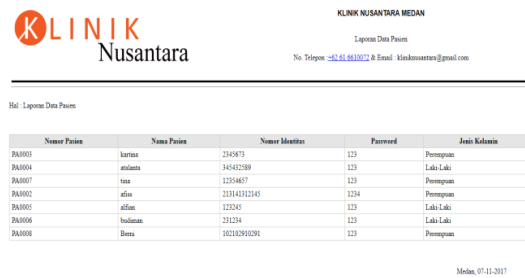 KLINIK
Nusantara
KLINIK NUSANTARA MEDAN
Laporan Data Pasien
No. Telepon :+62 61 6610072 & Email : kliniknusantara@gmail.com
Hal : Laporan Data Pasien
Nomor Pasien Nama Pasien Nomor Identitas Password Jenis Kelamin
PA0003 kartina 2345673 123 Perempuan
PA0004 atalanta 345432589 123 Laki-Laki
PA0007 tina 12354657 123 Perempuan
PA0002 afiss 213141312145 1234 Perempuan
PA0005 alfian 123245 123 Laki-Laki
PA0006 budiman 231234 123 Laki-Laki
PA0008 Berni 102102910291 123 Perempuan
Medan, 07-11-2017